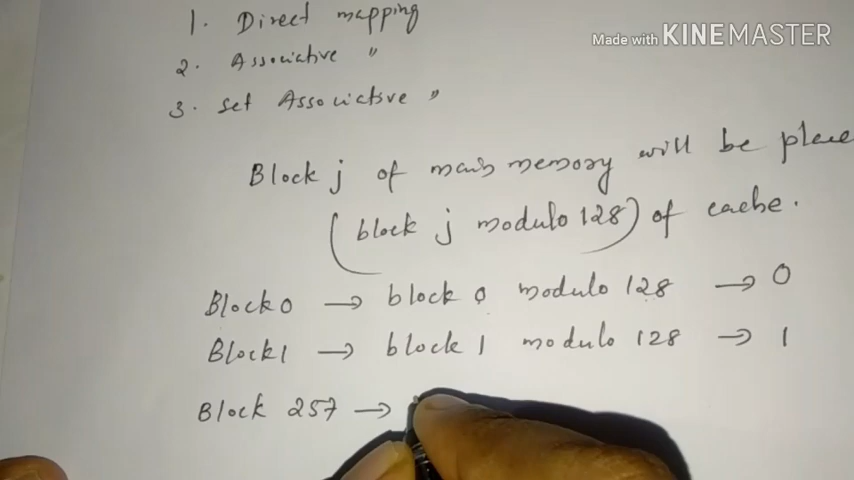 1. Direct mapping
Made with KINEMASTER
2. Associative "
3. Set Associative "
Block j of main memory will be place
(block j modulo 128) of cache.
Block 0 → block 0 modulo 128 → 0
Block 1 → block 1 modulo 128 → 1
Block 257 →